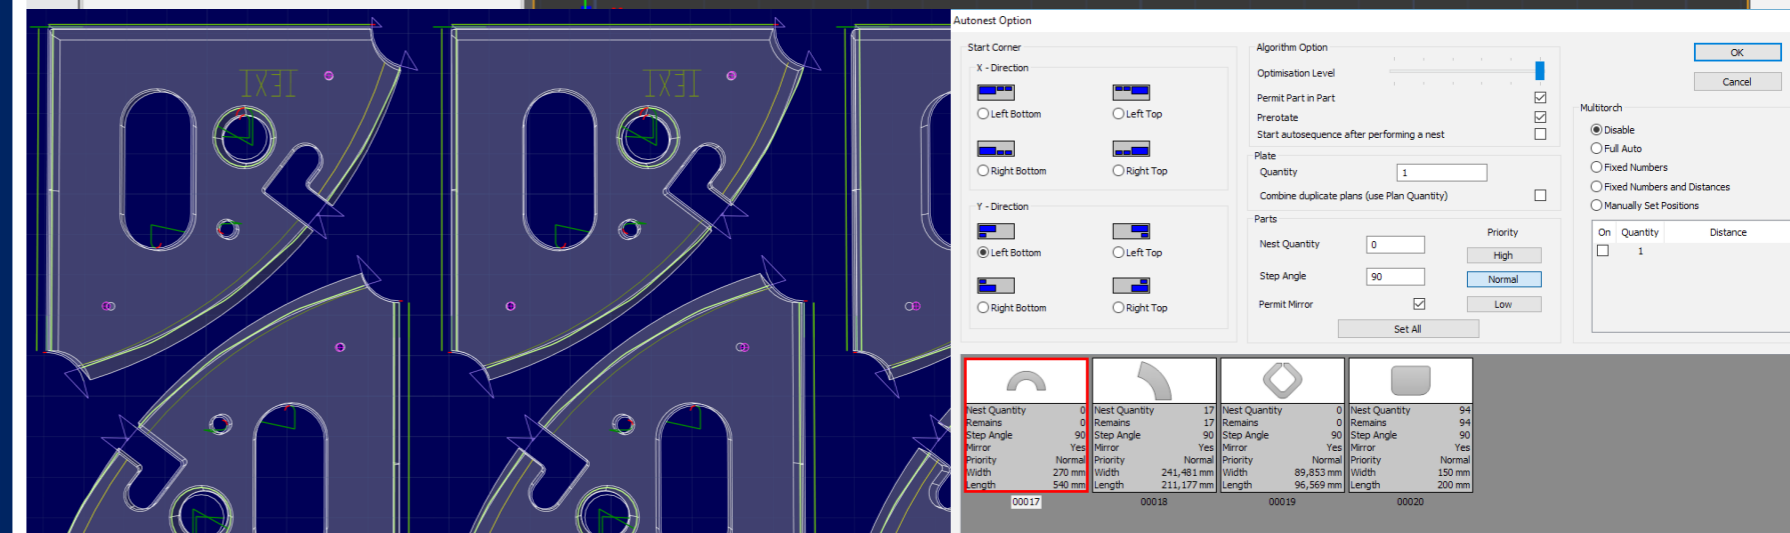 TEXT
TEXT
Autonest Option
Start Corner
X - Direction
Left Bottom
Left Top
Right Bottom
Right Top
Y - Direction
Left Bottom
Left Top
Right Bottom
Right Top
Algorithm Option
Optimisation Level
Permit Part in Part
Prerotate
Start autosequence after performing a nest
Plate
Quantity 1
Combine duplicate plans (use Plan Quantity)
Parts
Nest Quantity 0
Step Angle 90
Permit Mirror
Priority
High
Normal
Low
Set All
OK
Cancel
Multitorch
Disable
Full Auto
Fixed Numbers
Fixed Numbers and Distances
Manually Set Positions
On Quantity Distance
1
Nest Quantity 0
Remains 0
Step Angle 90
Mirror Yes
Priority Normal
Width 270 mm
Length 540 mm
00017
Nest Quantity 17
Remains 17
Step Angle 90
Mirror Yes
Priority Normal
Width 241,481 mm
Length 211,177 mm
00018
Nest Quantity 0
Remains 0
Step Angle 90
Mirror Yes
Priority Normal
Width 89,853 mm
Length 96,569 mm
00019
Nest Quantity 94
Remains 94
Step Angle 90
Mirror Yes
Priority Normal
Width 150 mm
Length 200 mm
00020